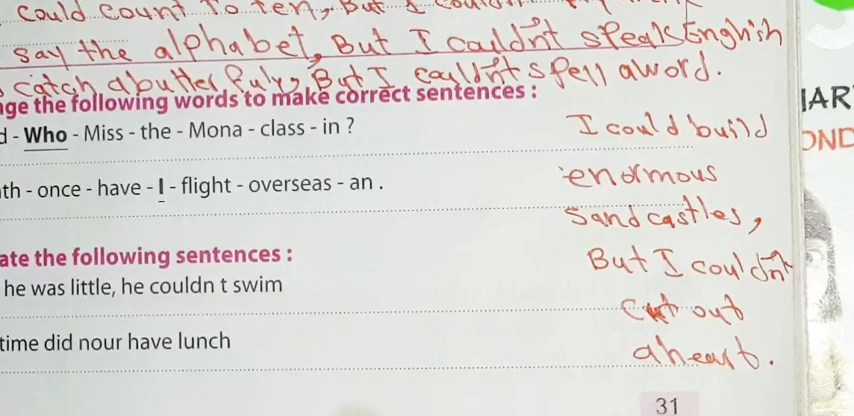 could count to ten, But I couldn't
say the alphabet, But I couldn't speak English
catch a butterfuly, But I couldn't spell a word.
ge the following words to make correct sentences :
d - Who - Miss - the - Mona - class - in ?
I could build
th - once - have - I - flight - overseas - an .
enormous
sand castles,
ate the following sentences :
But I couldn't
he was little, he couldn t swim
cut out
time did nour have lunch
a heart.
31
IAR
OND